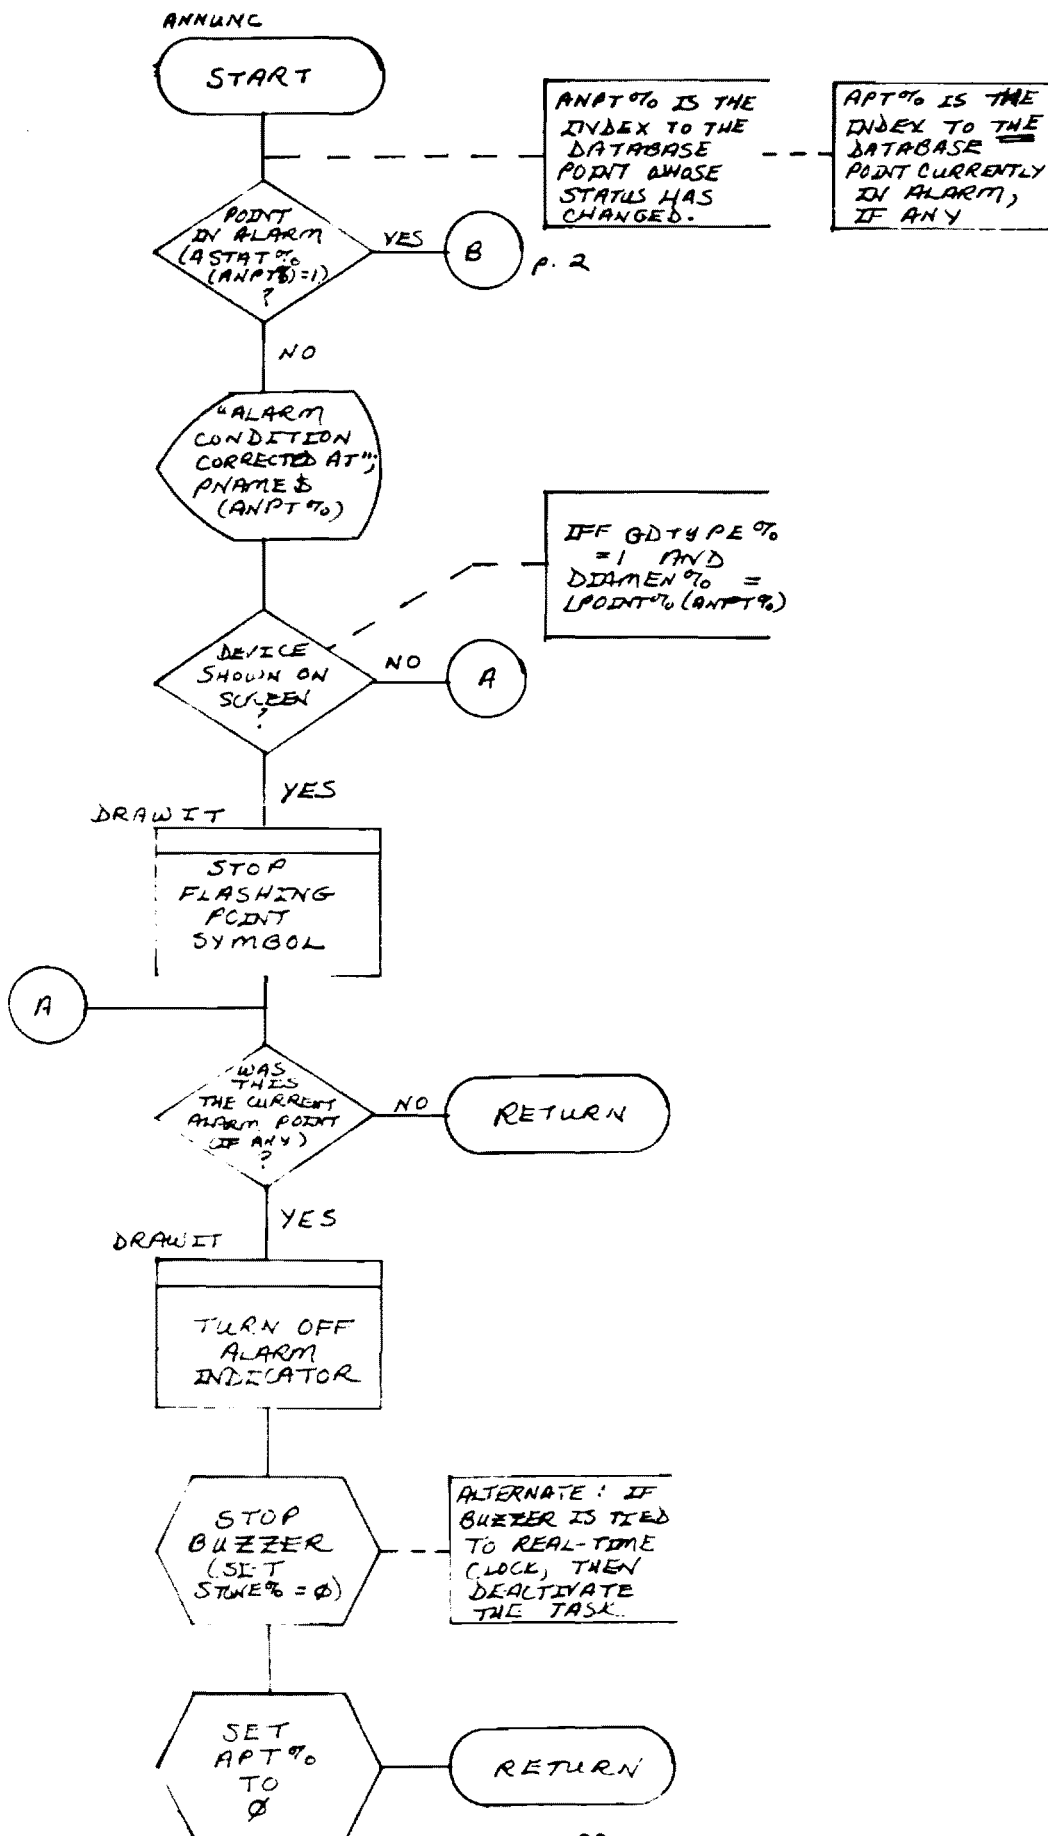 ANNUNC
START
ANPT% IS THE
INDEX TO THE
DATABASE
POINT WHOSE
STATUS HAS
CHANGED.
APT% IS THE
INDEX TO THE
DATABASE
POINT CURRENTLY
IN ALARM,
IF ANY
POINT
IN ALARM
(ASTAT%
(ANPT%)=1)
?
YES
B
P. 2
NO
"ALARM
CONDITION
CORRECTED AT";
PNAME$
(ANPT%)
IFF GDTYPE%
=1 AND
DIAMEN% =
LPOINT%(ANPT%)
DEVICE
SHOWN ON
SCREEN
?
NO
A
YES
DRAWIT
STOP
FLASHING
POINT
SYMBOL
A
WAS
THIS
THE CURRENT
ALARM POINT
(IF ANY)
?
NO
RETURN
YES
DRAWIT
TURN OFF
ALARM
INDICATOR
STOP
BUZZER
(SET
STONE% = Ø)
ALTERNATE: IF
BUZZER IS TIED
TO REAL-TIME
CLOCK, THEN
DEACTIVATE
THE TASK.
SET
APT%
TO
Ø
RETURN